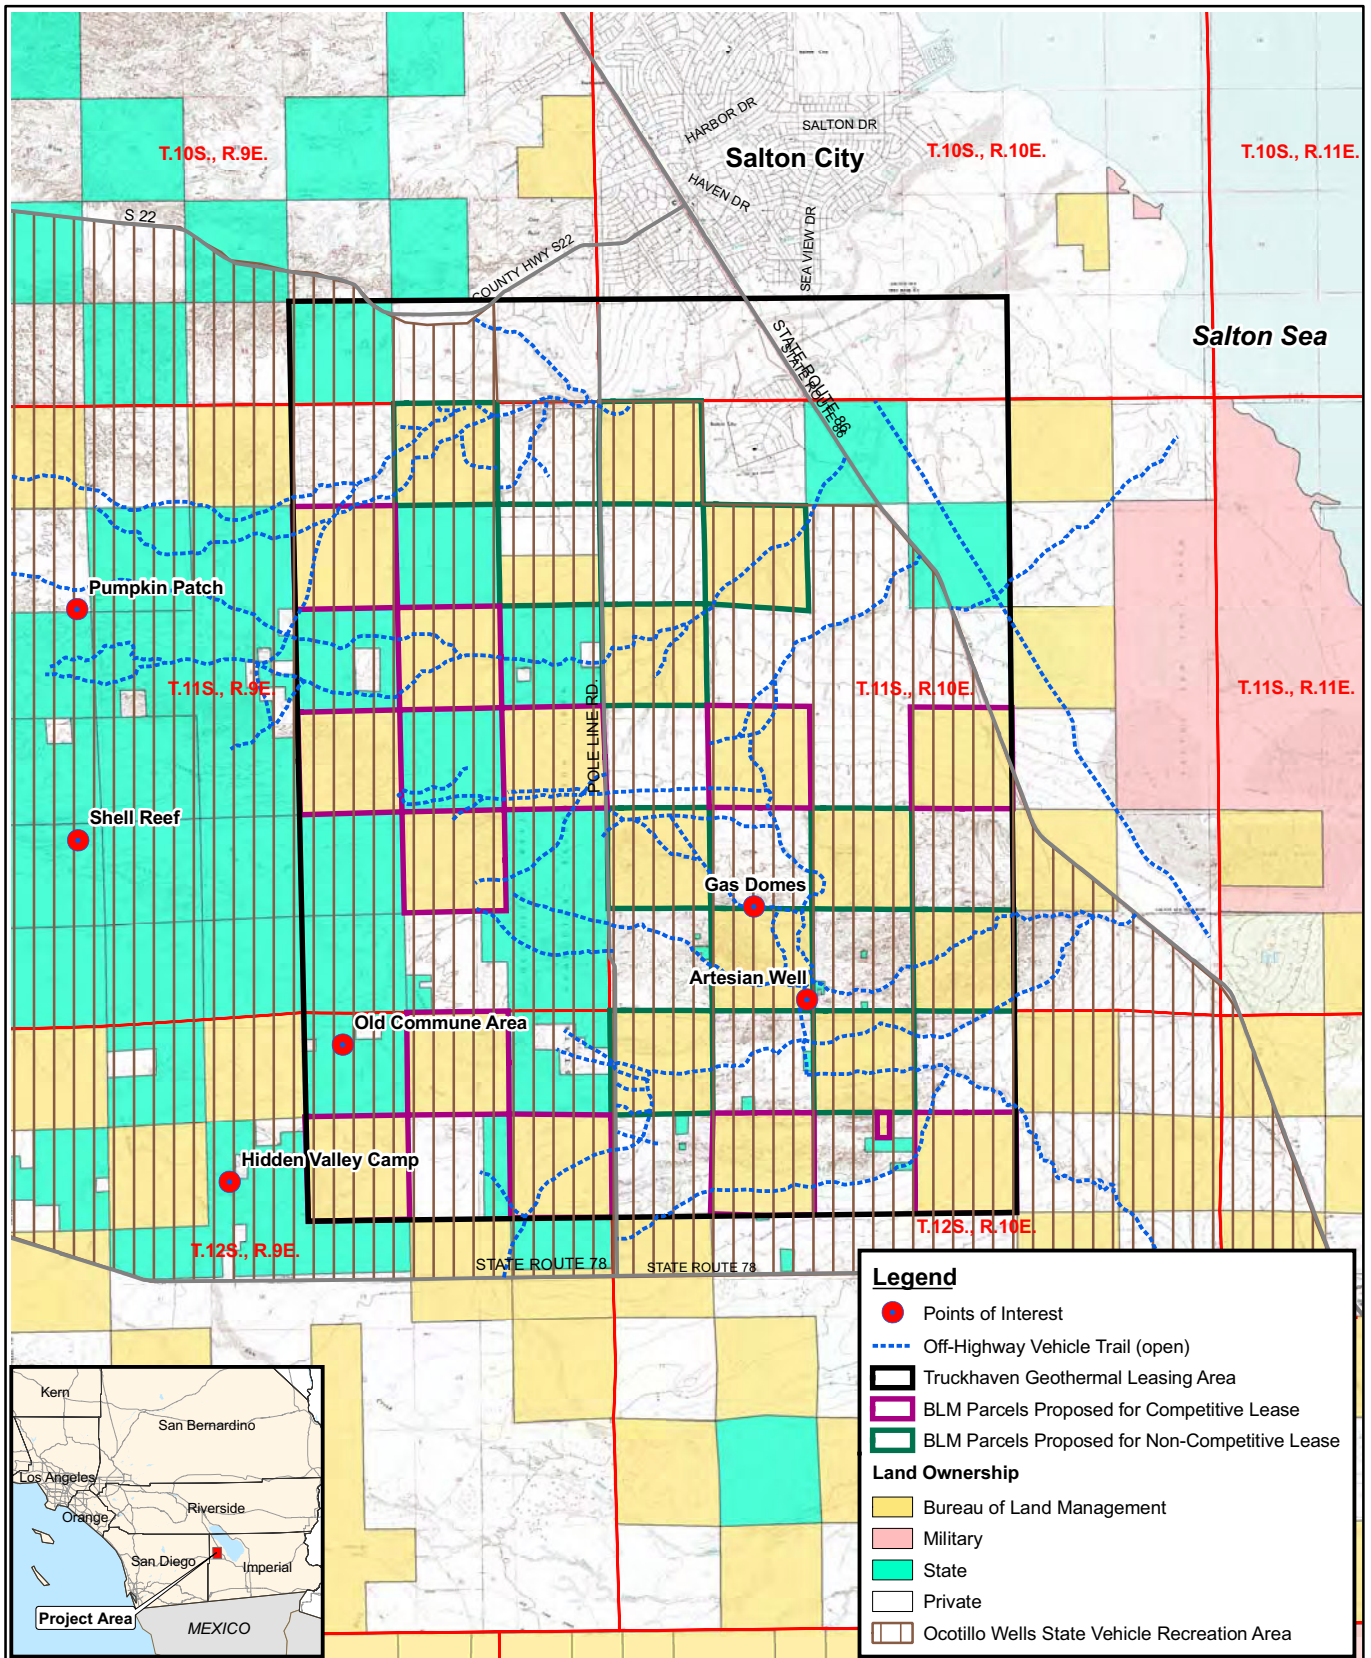 HARBOR DR
SALTON DR
T.10S., R.9E.
Salton City
T.10S., R.10E.
T.10S., R.11E.
HAVEN DR
S 22
SEA VIEW DR
COUNTY HWY S22
STATE ROUTE 86
STATE ROUTE 86
Salton Sea
Pumpkin Patch
T.11S., R.9E.
T.11S., R.10E.
T.11S., R.11E.
POLE LINE RD.
Shell Reef
Gas Domes
Artesian Well
Old Commune Area
Hidden Valley Camp
T.12S., R.9E.
T.12S., R.10E.
STATE ROUTE 78
STATE ROUTE 78
Legend
Points of Interest
Off-Highway Vehicle Trail (open)
Truckhaven Geothermal Leasing Area
BLM Parcels Proposed for Competitive Lease
BLM Parcels Proposed for Non-Competitive Lease
Land Ownership
Bureau of Land Management
Military
State
Private
Ocotillo Wells State Vehicle Recreation Area
Kern
San Bernardino
Los Angeles
Orange
Riverside
San Diego
Imperial
Project Area
MEXICO